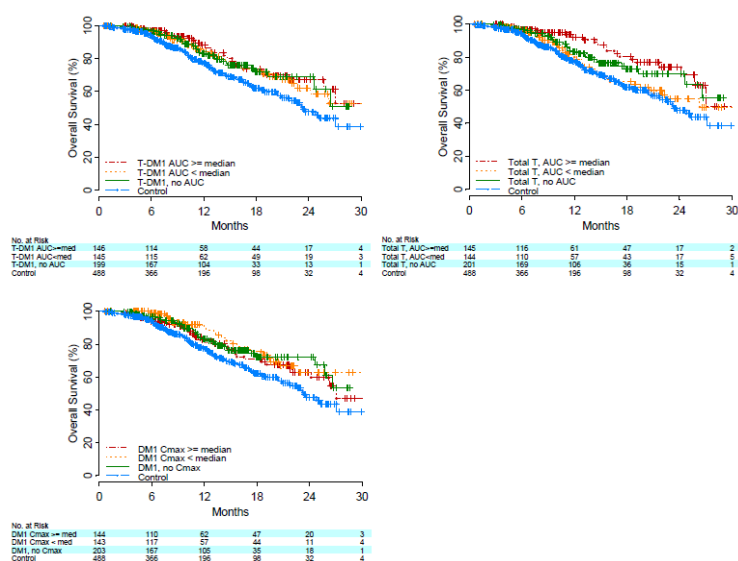 Overall Survival (%)
100
80
60
40
20
0
T-DM1 AUC >= median
T-DM1 AUC < median
T-DM1, no AUC
Control
0 6 12 18 24 30
Months
No. at Risk
T-DM1 AUC>=med 146 114 58 44 17 4
T-DM1 AUC<med 145 115 62 49 19 3
T-DM1, no AUC 199 167 104 33 13 1
Control 488 366 196 98 32 4
Overall Survival (%)
100
80
60
40
20
0
Total T, AUC >= median
Total T, AUC < median
Total T, no AUC
Control
0 6 12 18 24 30
Months
No. at Risk
Total T, AUC>=med 145 116 61 47 17 2
Total T, AUC<med 144 110 57 43 17 5
Total T, no AUC 201 169 106 36 15 1
Control 488 366 196 98 32 4
Overall Survival (%)
100
80
60
40
20
0
DM1 Cmax >= median
DM1 Cmax < median
DM1, no Cmax
Control
0 6 12 18 24 30
Months
No. at Risk
DM1 Cmax >= med 144 110 62 47 20 3
DM1 Cmax < med 143 117 57 44 11 4
DM1, no Cmax 203 167 105 35 18 1
Control 488 366 196 98 32 4